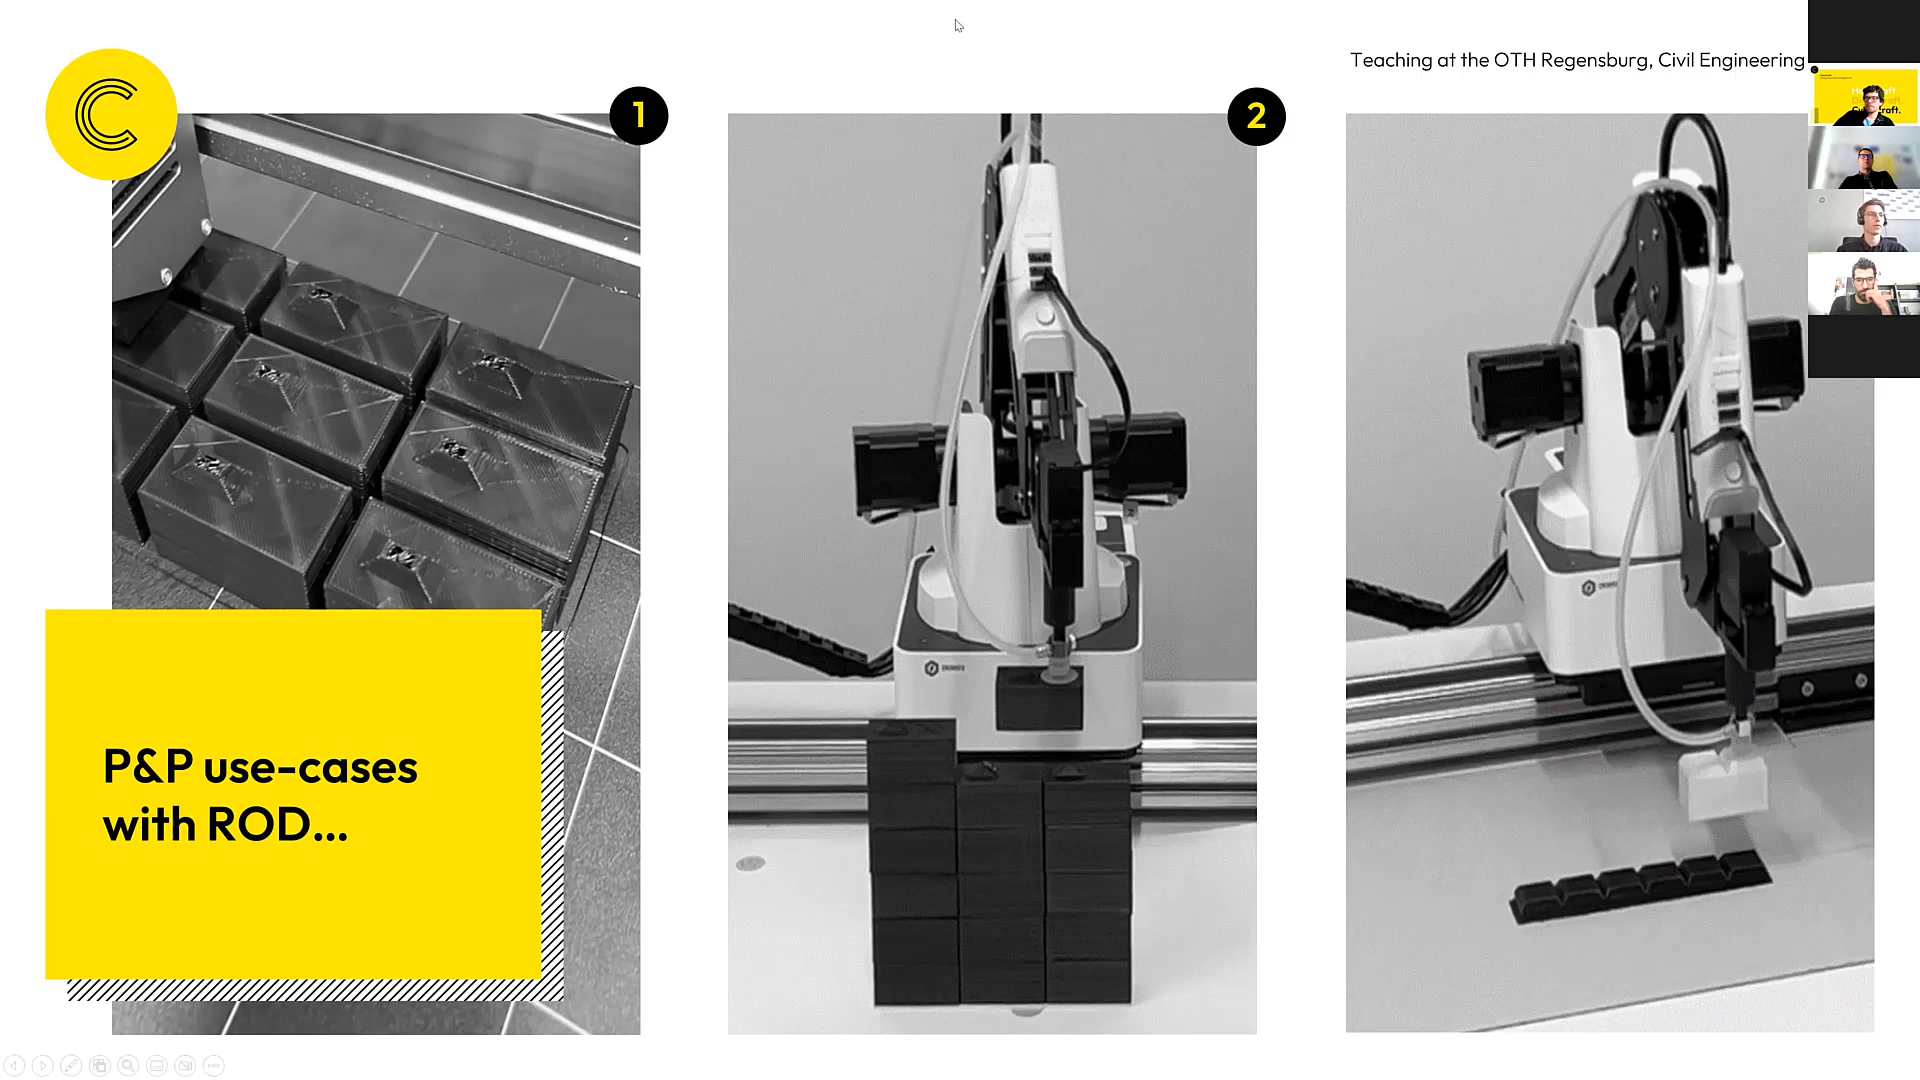 Teaching at the OTH Regensburg, Civil Engineering
C
1
2
P&P use-cases
with ROD...